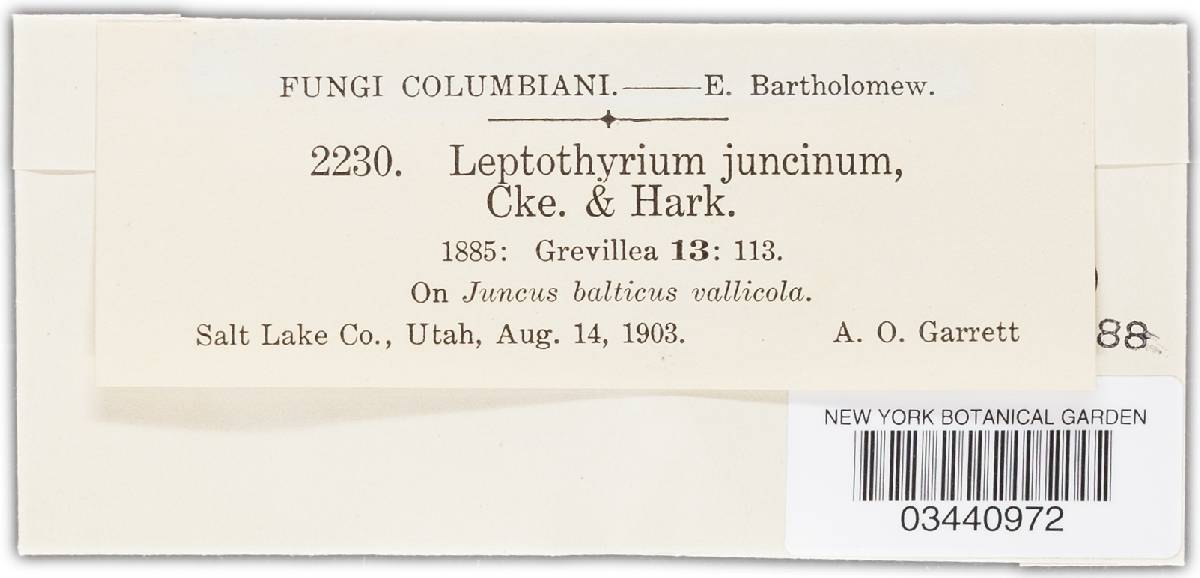 FUNGI COLUMBIANI.——E. Bartholomew.
2230. Leptothyrium juncinum,
Cke. & Hark.
1885: Grevillea 13: 113.
On Juncus balticus vallicola.
Salt Lake Co., Utah, Aug. 14, 1903. A. O. Garrett
88
NEW YORK BOTANICAL GARDEN
03440972